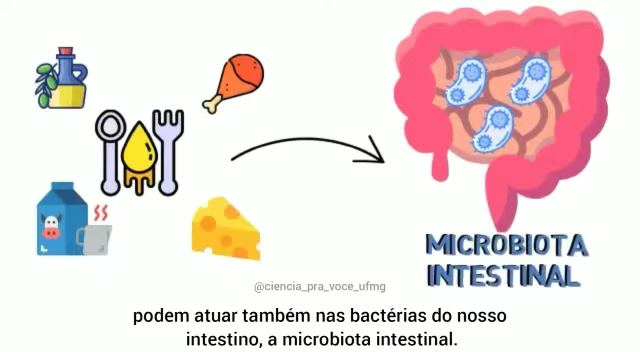 MICROBIOTA
INTESTINAL
@ciencia_pra_voce_ufmg
podem atuar também nas bactérias do nosso
intestino, a microbiota intestinal.